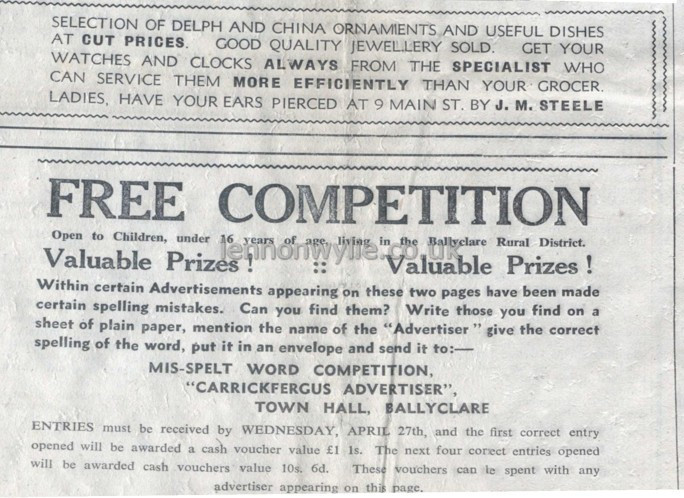 SELECTION OF DELPH AND CHINA ORNAMIENTS AND USEFUL DISHES
AT CUT PRICES. GOOD QUALITY JEWELLERY SOLD. GET YOUR
WATCHES AND CLOCKS ALWAYS FROM THE SPECIALIST WHO
CAN SERVICE THEM MORE EFFICIENTLY THAN YOUR GROCER.
LADIES, HAVE YOUR EARS PIERCED AT 9 MAIN ST. BY J. M. STEELE
FREE COMPETITION
Open to Children, under 16 years of age, living in the Ballyclare Rural District.
jennonwylie.co.uk
Valuable Prizes ! :: Valuable Prizes !
Within certain Advertisements appearing on these two pages have been made
certain spelling mistakes. Can you find them? Write those you find on a
sheet of plain paper, mention the name of the "Advertiser" give the correct
spelling of the word, put it in an envelope and send it to:—
MIS-SPELT WORD COMPETITION,
"CARRICKFERGUS ADVERTISER",
TOWN HALL, BALLYCLARE
ENTRIES must be received by WEDNESDAY, APRIL 27th, and the first correct entry
opened will be awarded a cash voucher value £1 1s. The next four correct entries opened
will be awarded cash vouchers value 10s. 6d. These vouchers can be spent with any
advertiser appearing on this page.